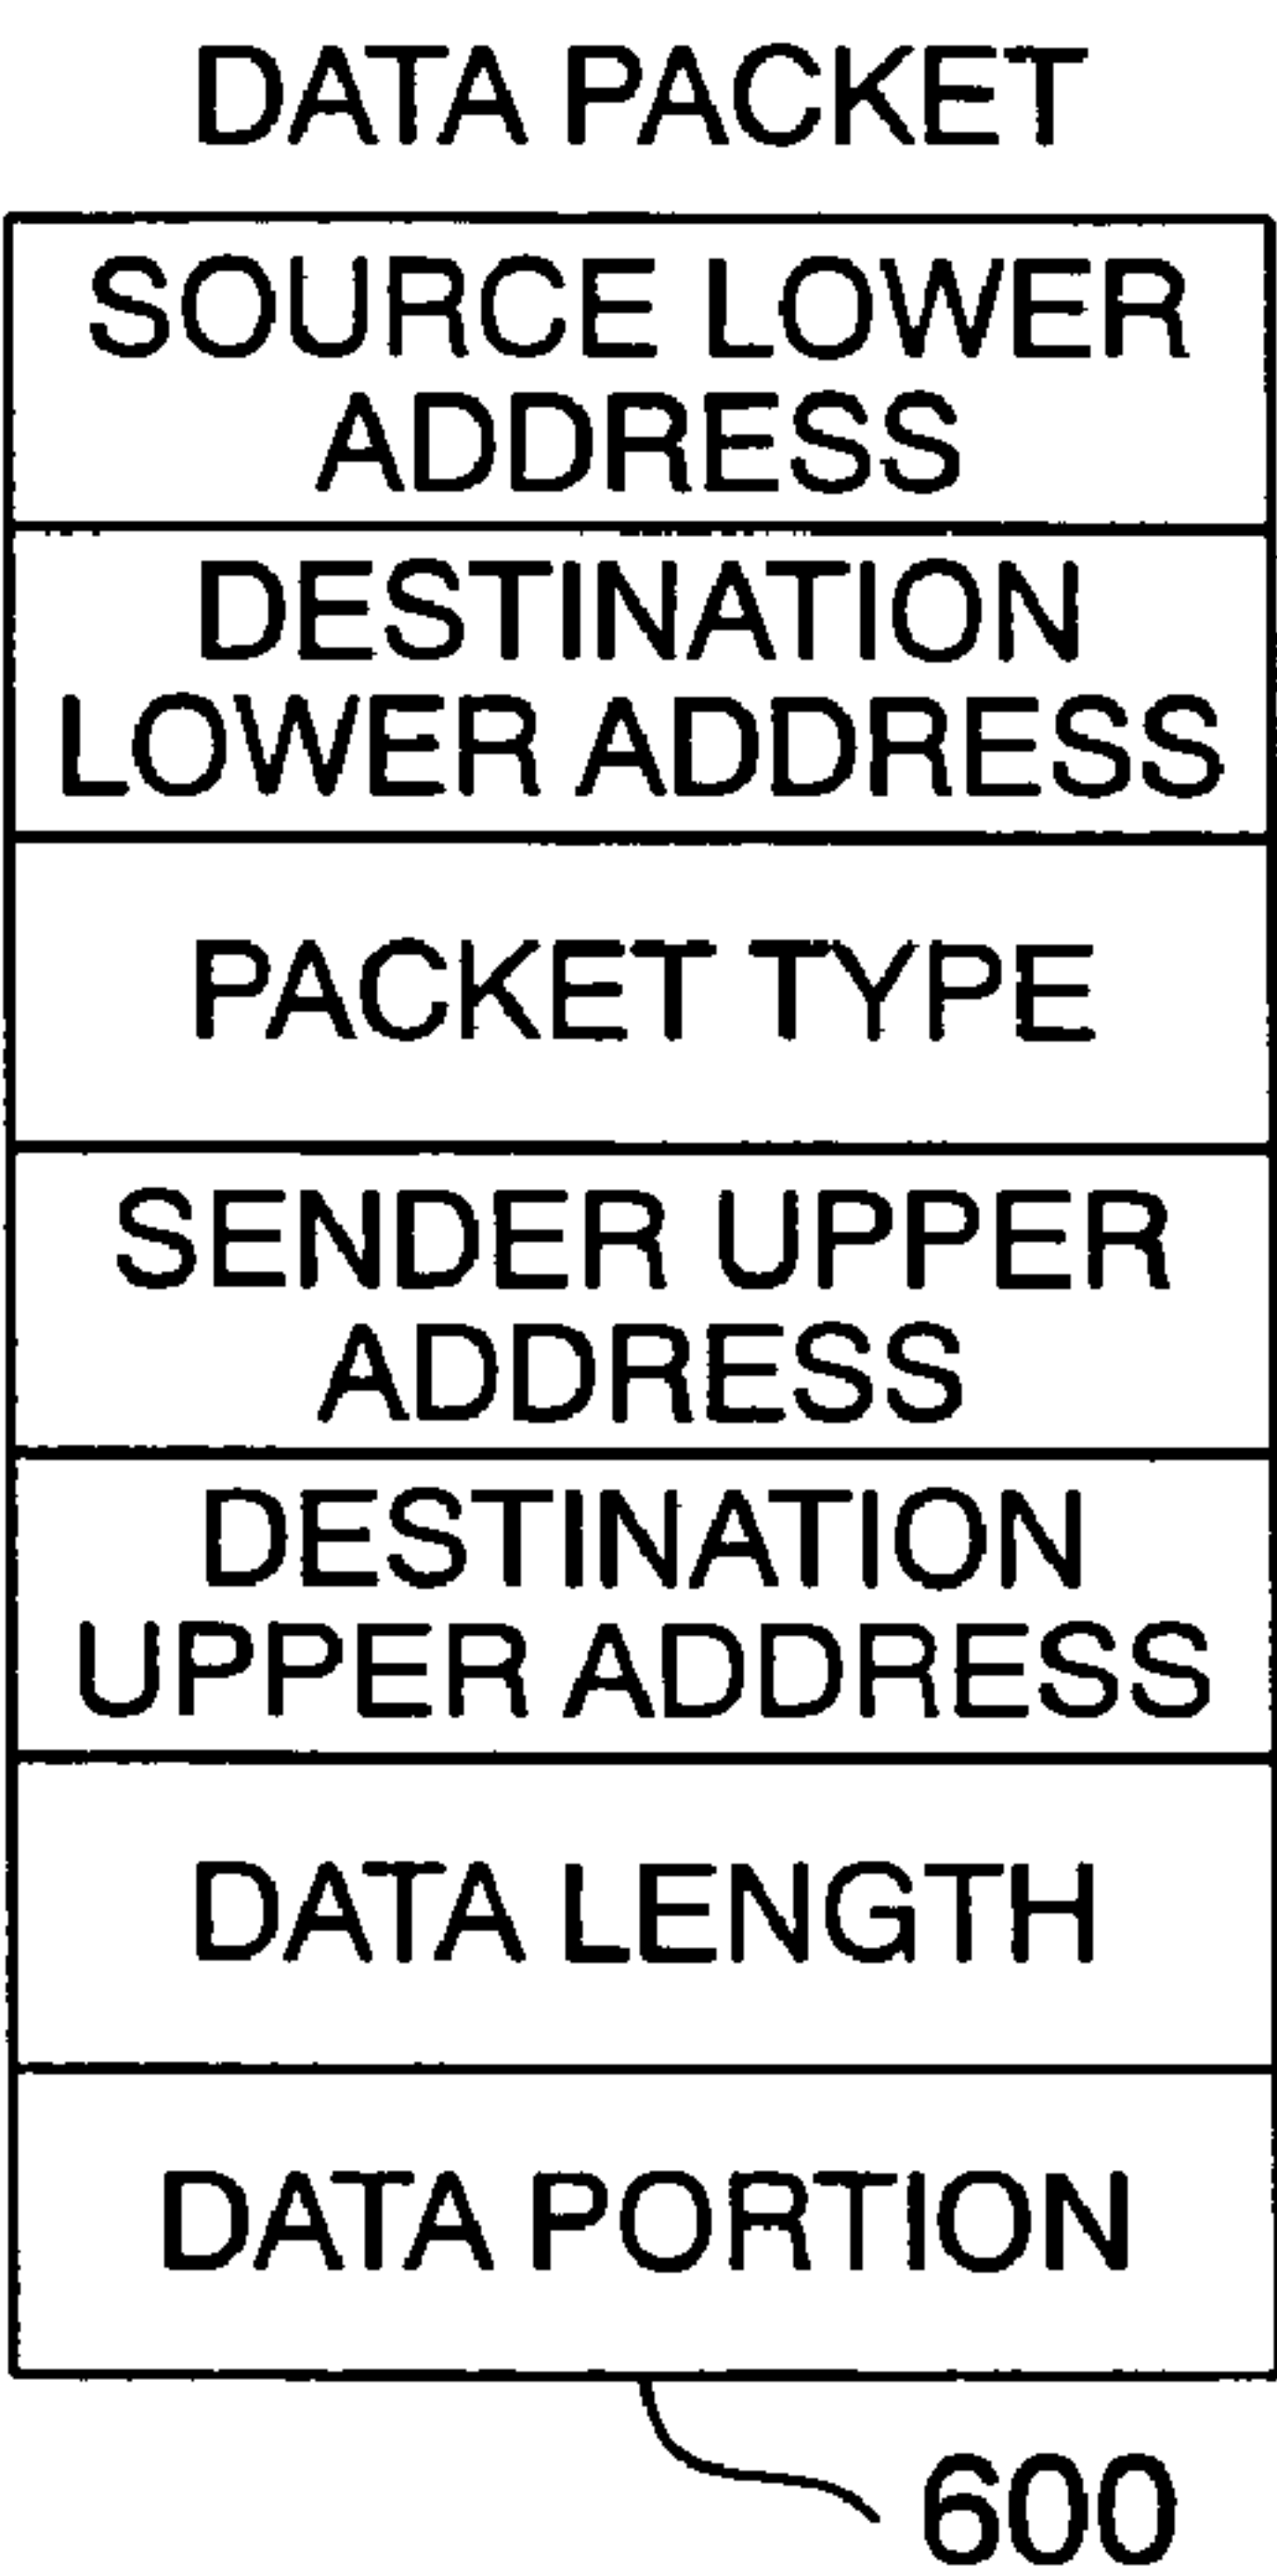 DATA PACKET
SOURCE LOWER
ADDRESS
DESTINATION
LOWER ADDRESS
PACKET TYPE
SENDER UPPER
ADDRESS
DESTINATION
UPPER ADDRESS
DATA LENGTH
DATA PORTION
600